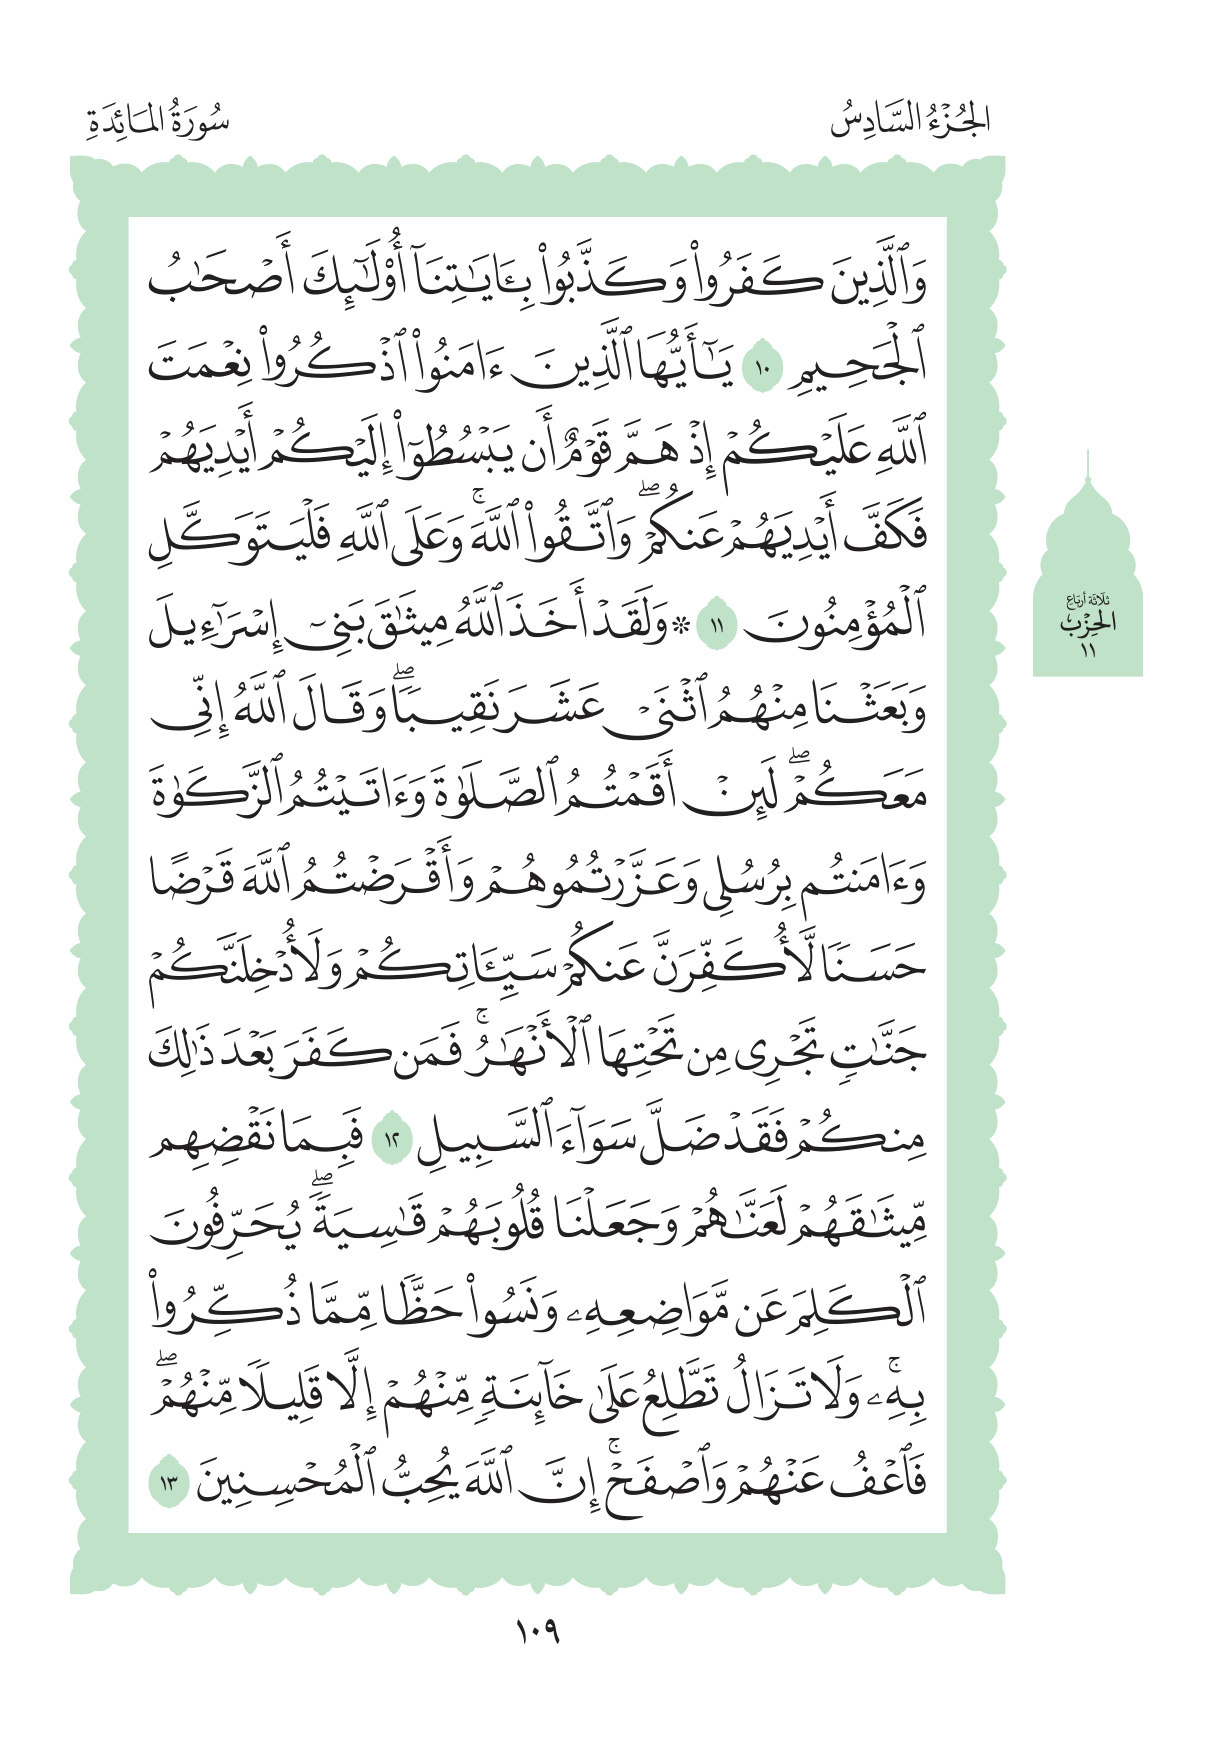 الجُزْءُ السَّادِسُ
سُورَةُ المَائِدَةِ
وَٱلَّذِينَ كَفَرُوا۟ وَكَذَّبُوا۟ بِـَٔايَـٰتِنَآ أُو۟لَـٰٓئِكَ أَصْحَـٰبُ
ٱلْجَحِيمِ ١٠ يَـٰٓأَيُّهَا ٱلَّذِينَ ءَامَنُوا۟ ٱذْكُرُوا۟ نِعْمَتَ
ٱللَّهِ عَلَيْكُمْ إِذْ هَمَّ قَوْمٌ أَن يَبْسُطُوٓا۟ إِلَيْكُمْ أَيْدِيَهُمْ
فَكَفَّ أَيْدِيَهُمْ عَنكُمْ ۖ وَٱتَّقُوا۟ ٱللَّهَ ۚ وَعَلَى ٱللَّهِ فَلْيَتَوَكَّلِ
ٱلْمُؤْمِنُونَ ١١ ۞ وَلَقَدْ أَخَذَ ٱللَّهُ مِيثَـٰقَ بَنِىٓ إِسْرَٰٓءِيلَ
وَبَعَثْنَا مِنْهُمُ ٱثْنَىْ عَشَرَ نَقِيبًا ۖ وَقَالَ ٱللَّهُ إِنِّى
مَعَكُمْ ۖ لَئِنْ أَقَمْتُمُ ٱلصَّلَوٰةَ وَءَاتَيْتُمُ ٱلزَّكَوٰةَ
وَءَامَنتُم بِرُسُلِى وَعَزَّرْتُمُوهُمْ وَأَقْرَضْتُمُ ٱللَّهَ قَرْضًا
حَسَنًا لَّأُكَفِّرَنَّ عَنكُمْ سَيِّـَٔاتِكُمْ وَلَأُدْخِلَنَّكُمْ
جَنَّـٰتٍ تَجْرِى مِن تَحْتِهَا ٱلْأَنْهَـٰرُ ۚ فَمَن كَفَرَ بَعْدَ ذَٰلِكَ
مِنكُمْ فَقَدْ ضَلَّ سَوَآءَ ٱلسَّبِيلِ ١٢ فَبِمَا نَقْضِهِم
مِّيثَـٰقَهُمْ لَعَنَّـٰهُمْ وَجَعَلْنَا قُلُوبَهُمْ قَـٰسِيَةً ۖ يُحَرِّفُونَ
ٱلْكَلِمَ عَن مَّوَاضِعِهِۦ وَنَسُوا۟ حَظًّا مِّمَّا ذُكِّرُوا۟
بِهِۦ ۚ وَلَا تَزَالُ تَطَّلِعُ عَلَىٰ خَآئِنَةٍ مِّنْهُمْ إِلَّا قَلِيلًا مِّنْهُمْ ۖ
فَٱعْفُ عَنْهُمْ وَٱصْفَحْ ۚ إِنَّ ٱللَّهَ يُحِبُّ ٱلْمُحْسِنِينَ ١٣
ثَلَاثَة أَرْبَاع
الحِزْب
١١
١٠٩